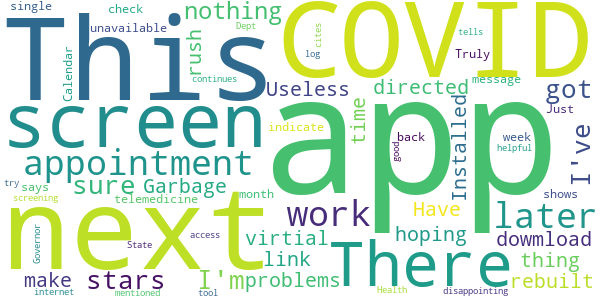 single
check
nothing
COVID
tells
cites
This
unavailable
Dept
rush
log
Truly
Calendar
continues
message
Useless
directed
got
screen
app
Installed
time
indicate
back
good
Just
week
helpful
I've
appointment
sure
Garbage
says
month
shows
try
screening
telemedicine
next
work
Have
later
There
hoping
virtial
dowmload
State
access
link
thing
Governor
make
stars
I'm
problems
rebuilt
internet
mentioned
tool
Health
disappointing